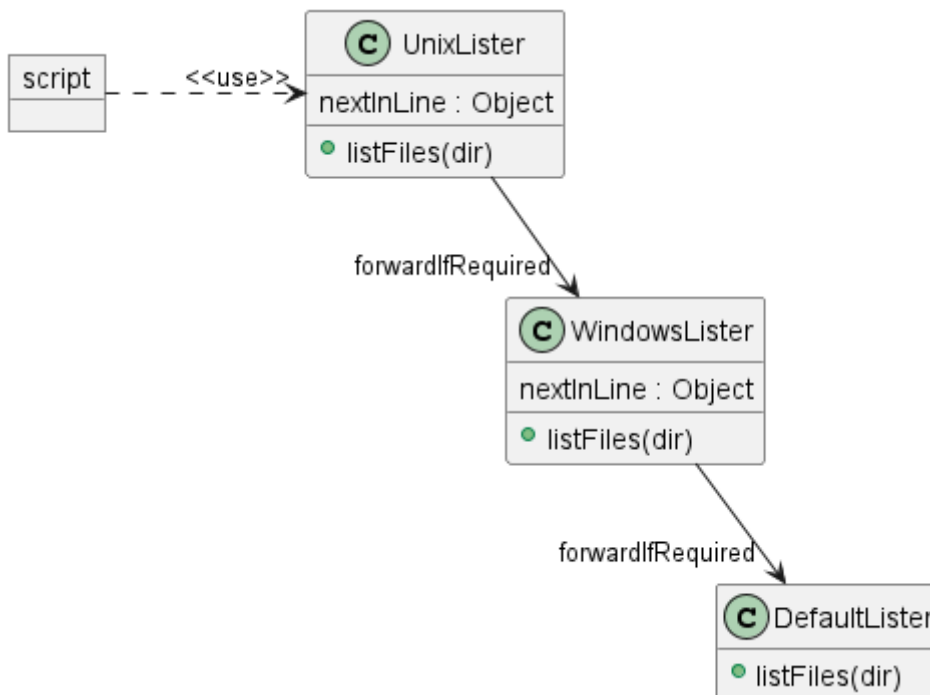 C UnixLister
script
<<use>>
nextInLine : Object
listFiles(dir)
forwardIfRequired
C WindowsLister
nextInLine : Object
listFiles(dir)
forwardIfRequired
C DefaultLister
listFiles(dir)